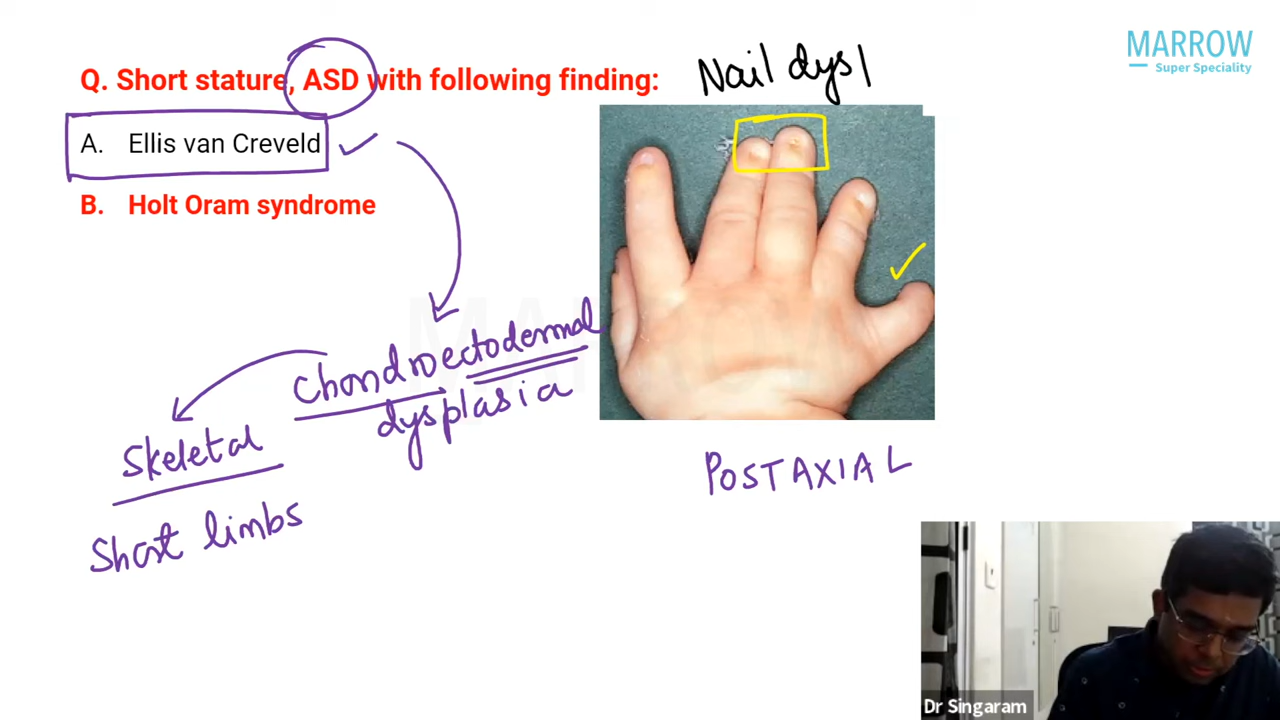 MARROW
Super Speciality
Q. Short stature, ASD with following finding:
Nail dysl
A. Ellis van Creveld
B. Holt Oram syndrome
Chondroectodermal
dysplasia
Skeletal
Short limbs
POSTAXIAL
Dr Singaram